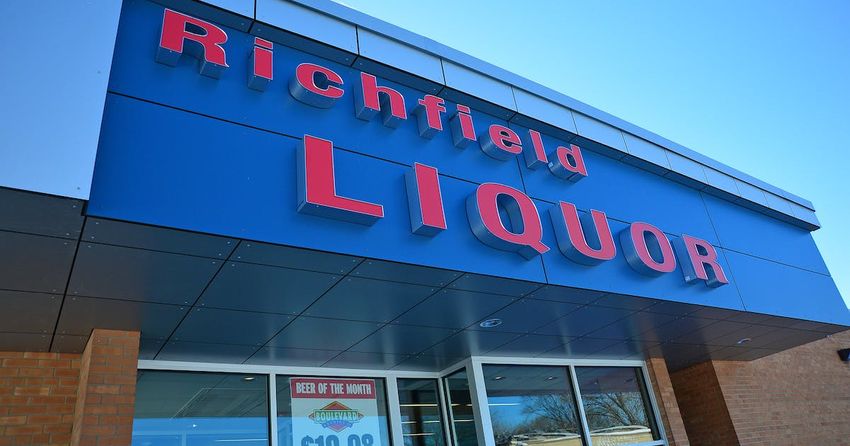 Richfield
LIQUOR
BEER OF THE MONTH
BOULEVARD